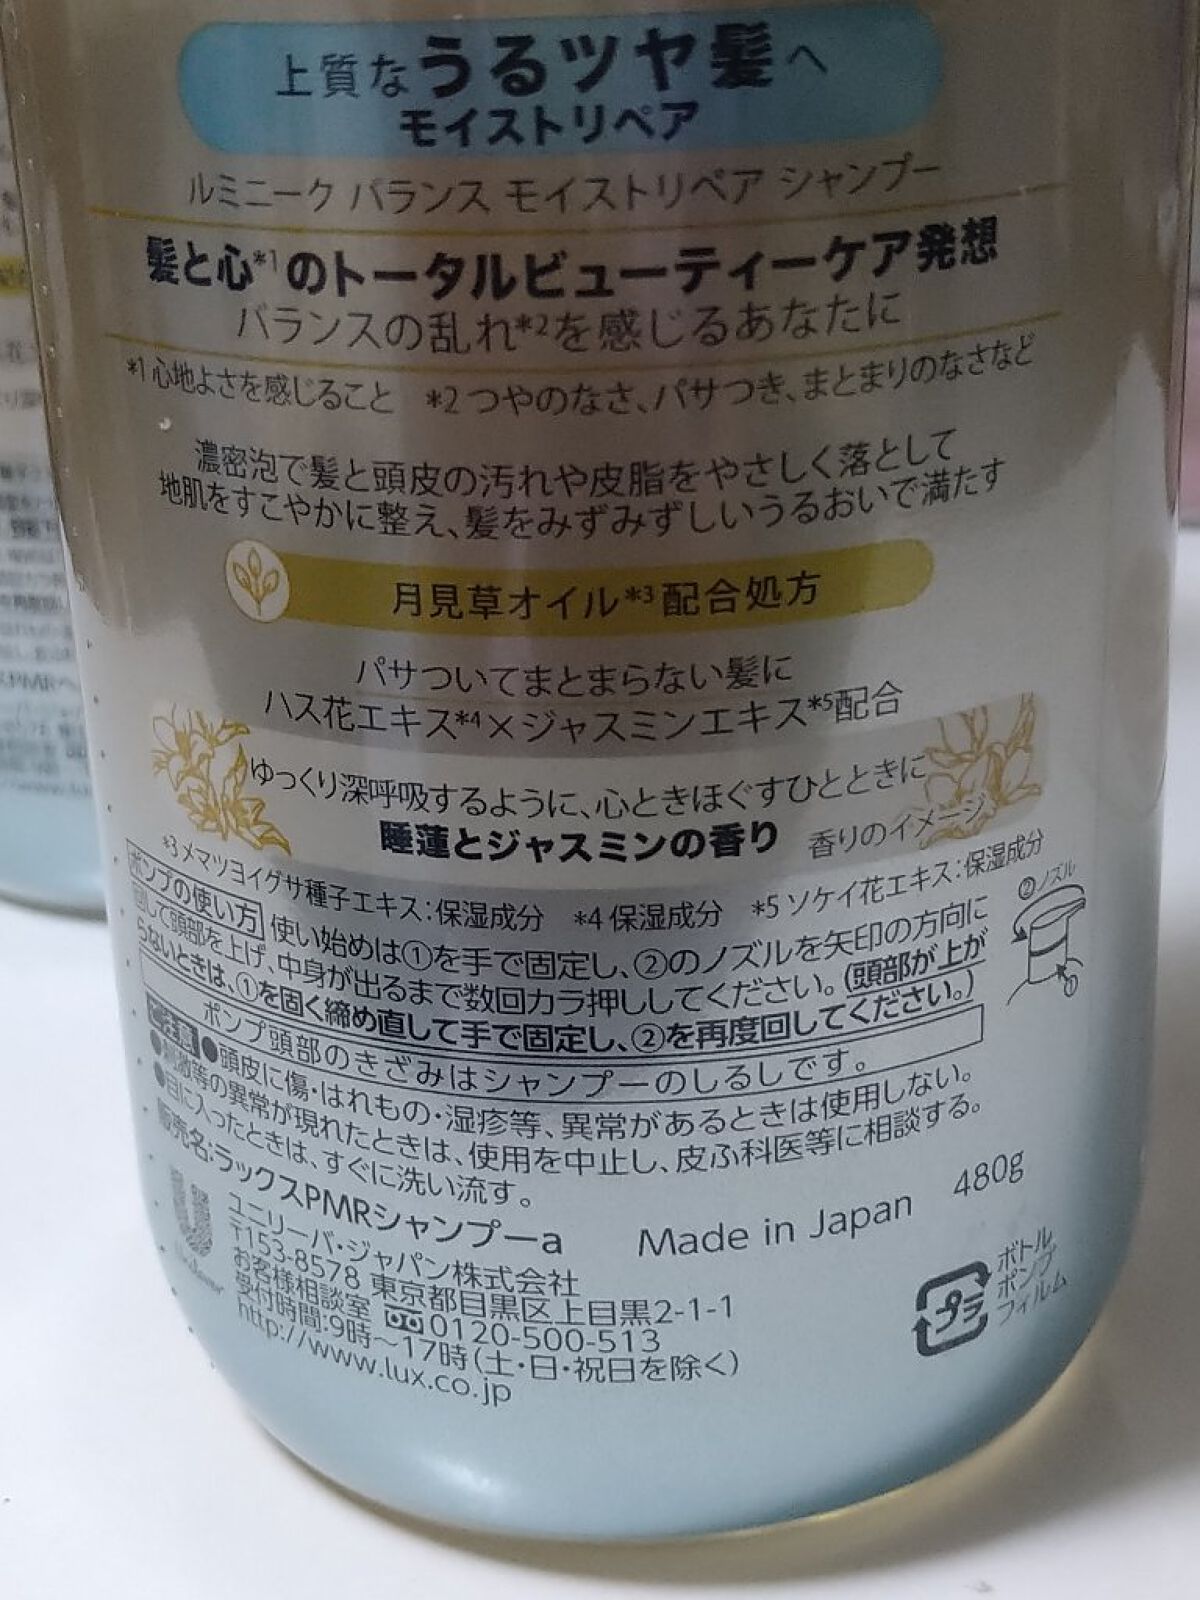 上質なうるツヤ髪へ
モイストリペア
ルミニーク バランス モイストリペア シャンプー
髪と心*1のトータルビューティーケア発想
バランスの乱れ*2を感じるあなたに
*1 心地よさを感じること *2 つやのなさ、パサつき、まとまりのなさなど
濃密泡で髪と頭皮の汚れや皮脂をやさしく落として
地肌をすこやかに整え、髪をみずみずしいうるおいで満たす
月見草オイル*3配合処方
パサついてまとまらない髪に
ハス花エキス*4×ジャスミンエキス*5配合
ゆっくり深呼吸するように、心ときほぐすひとときに
睡蓮とジャスミンの香り 香りのイメージ
*3 メマツヨイグサ種子エキス：保湿成分 *4 保湿成分 *5 ソケイ花エキス：保湿成分
ポンプの使い方 使い始めは①を手で固定し、②のノズルを矢印の方向に
回して頭部を上げ、中身が出るまで数回カラ押ししてください。(頭部が上が
らないときは、①を固く締め直して手で固定し、②を再度回してください。)
②ノズル
①
ポンプ頭部のきざみはシャンプーのしるしです。
ご注意 ●頭皮に傷・はれもの・湿疹等、異常があるときは使用しない。
●刺激等の異常が現れたときは、使用を中止し、皮ふ科医等に相談する。
●目に入ったときは、すぐに洗い流す。
販売名：ラックスPMRシャンプーa
Made in Japan 480g
Unilever
ユニリーバ・ジャパン株式会社
〒153-8578 東京都目黒区上目黒2-1-1
お客様相談室 0120-500-513
受付時間：9時～17時（土・日・祝日を除く）
http://www.lux.co.jp
プラ
ボトル
ポンプ
フィルム